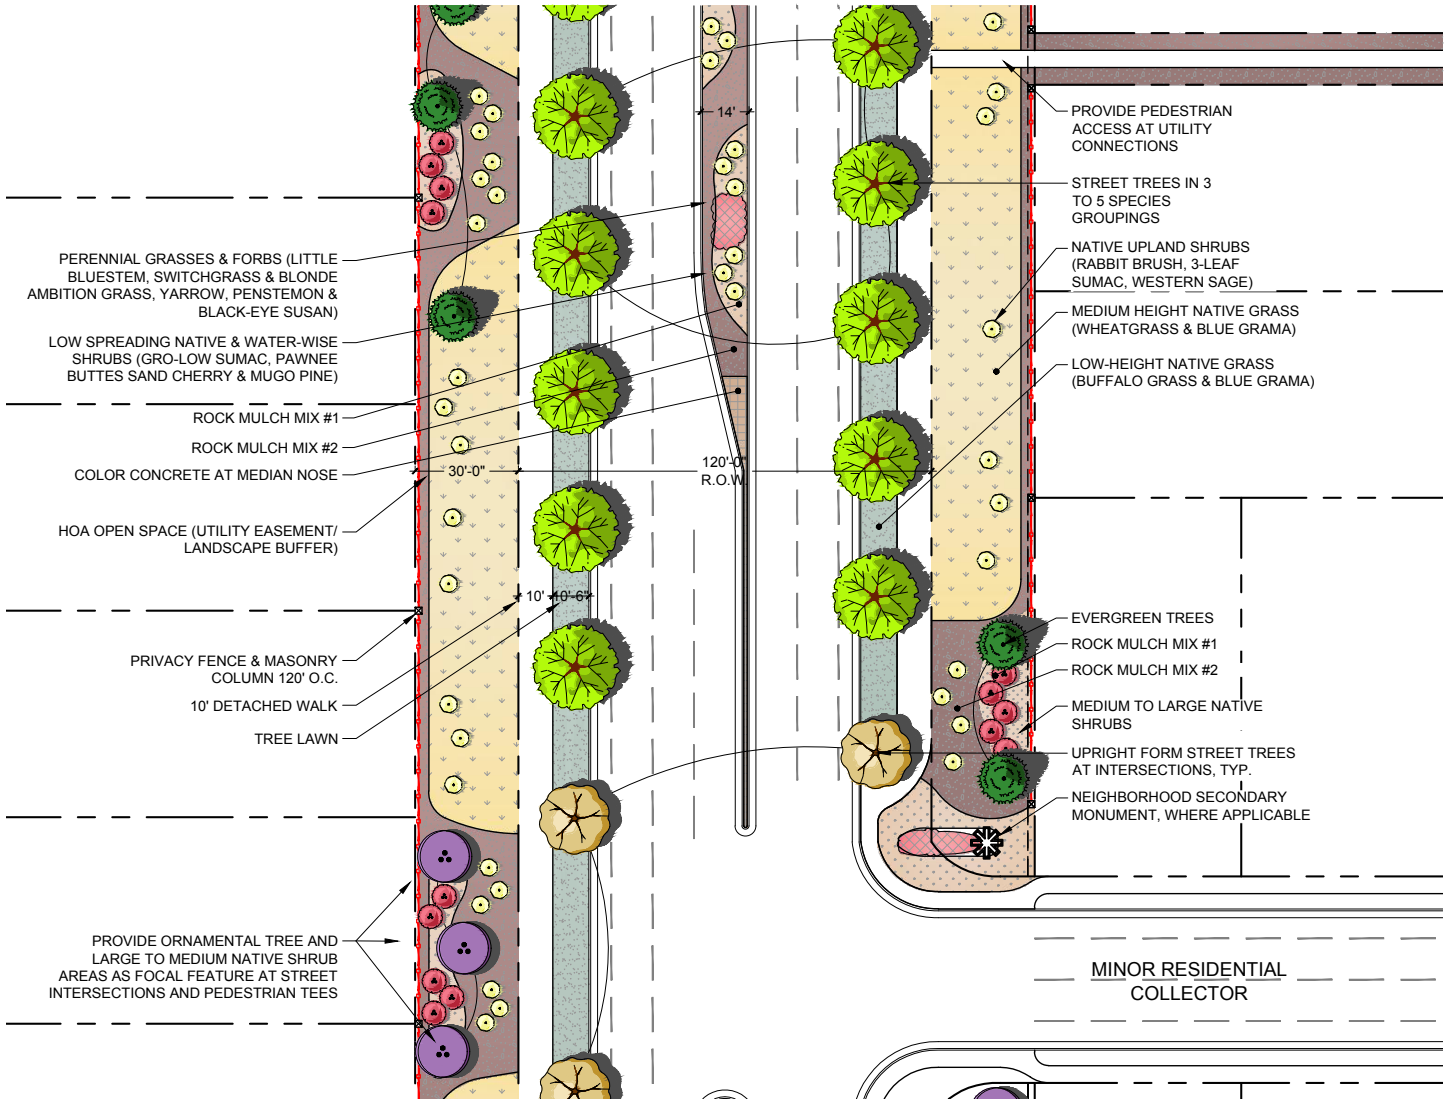 14'
PROVIDE PEDESTRIAN
ACCESS AT UTILITY
CONNECTIONS
STREET TREES IN 3
TO 5 SPECIES
GROUPINGS
NATIVE UPLAND SHRUBS
(RABBIT BRUSH, 3-LEAF
SUMAC, WESTERN SAGE)
MEDIUM HEIGHT NATIVE GRASS
(WHEATGRASS & BLUE GRAMA)
LOW-HEIGHT NATIVE GRASS
(BUFFALO GRASS & BLUE GRAMA)
PERENNIAL GRASSES & FORBS (LITTLE
BLUESTEM, SWITCHGRASS & BLONDE
AMBITION GRASS, YARROW, PENSTEMON &
BLACK-EYE SUSAN)
LOW SPREADING NATIVE & WATER-WISE
SHRUBS (GRO-LOW SUMAC, PAWNEE
BUTTES SAND CHERRY & MUGO PINE)
ROCK MULCH MIX #1
ROCK MULCH MIX #2
COLOR CONCRETE AT MEDIAN NOSE
30'-0"
120'-0"
R.O.W.
HOA OPEN SPACE (UTILITY EASEMENT/
LANDSCAPE BUFFER)
10'
10'-6"
PRIVACY FENCE & MASONRY
COLUMN 120' O.C.
10' DETACHED WALK
TREE LAWN
EVERGREEN TREES
ROCK MULCH MIX #1
ROCK MULCH MIX #2
MEDIUM TO LARGE NATIVE
SHRUBS
UPRIGHT FORM STREET TREES
AT INTERSECTIONS, TYP.
NEIGHBORHOOD SECONDARY
MONUMENT, WHERE APPLICABLE
PROVIDE ORNAMENTAL TREE AND
LARGE TO MEDIUM NATIVE SHRUB
AREAS AS FOCAL FEATURE AT STREET
INTERSECTIONS AND PEDESTRIAN TEES
MINOR RESIDENTIAL
COLLECTOR